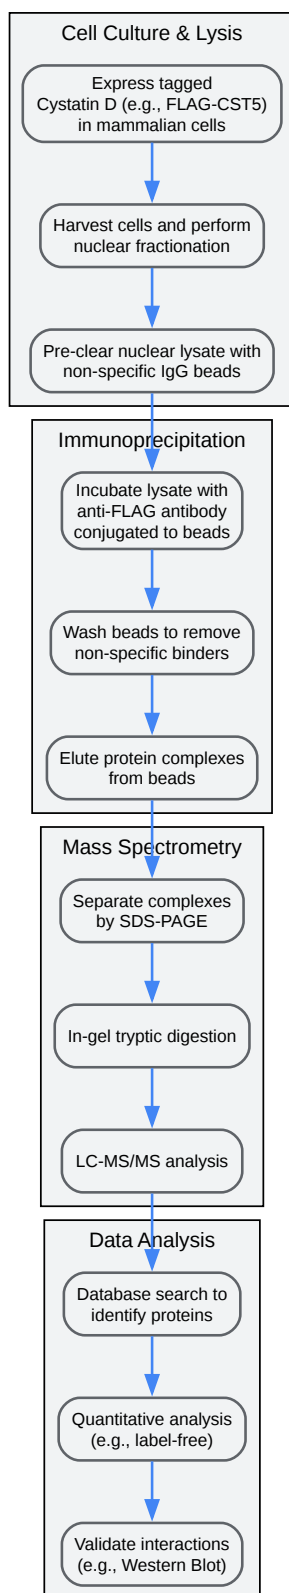 Cell Culture & Lysis
Express tagged
Cystatin D (e.g., FLAG-CST5)
in mammalian cells
Harvest cells and perform
nuclear fractionation
Pre-clear nuclear lysate with
non-specific IgG beads
Immunoprecipitation
Incubate lysate with
anti-FLAG antibody
conjugated to beads
Wash beads to remove
non-specific binders
Elute protein complexes
from beads
Mass Spectrometry
Separate complexes
by SDS-PAGE
In-gel tryptic digestion
LC-MS/MS analysis
Data Analysis
Database search to
identify proteins
Quantitative analysis
(e.g., label-free)
Validate interactions
(e.g., Western Blot)